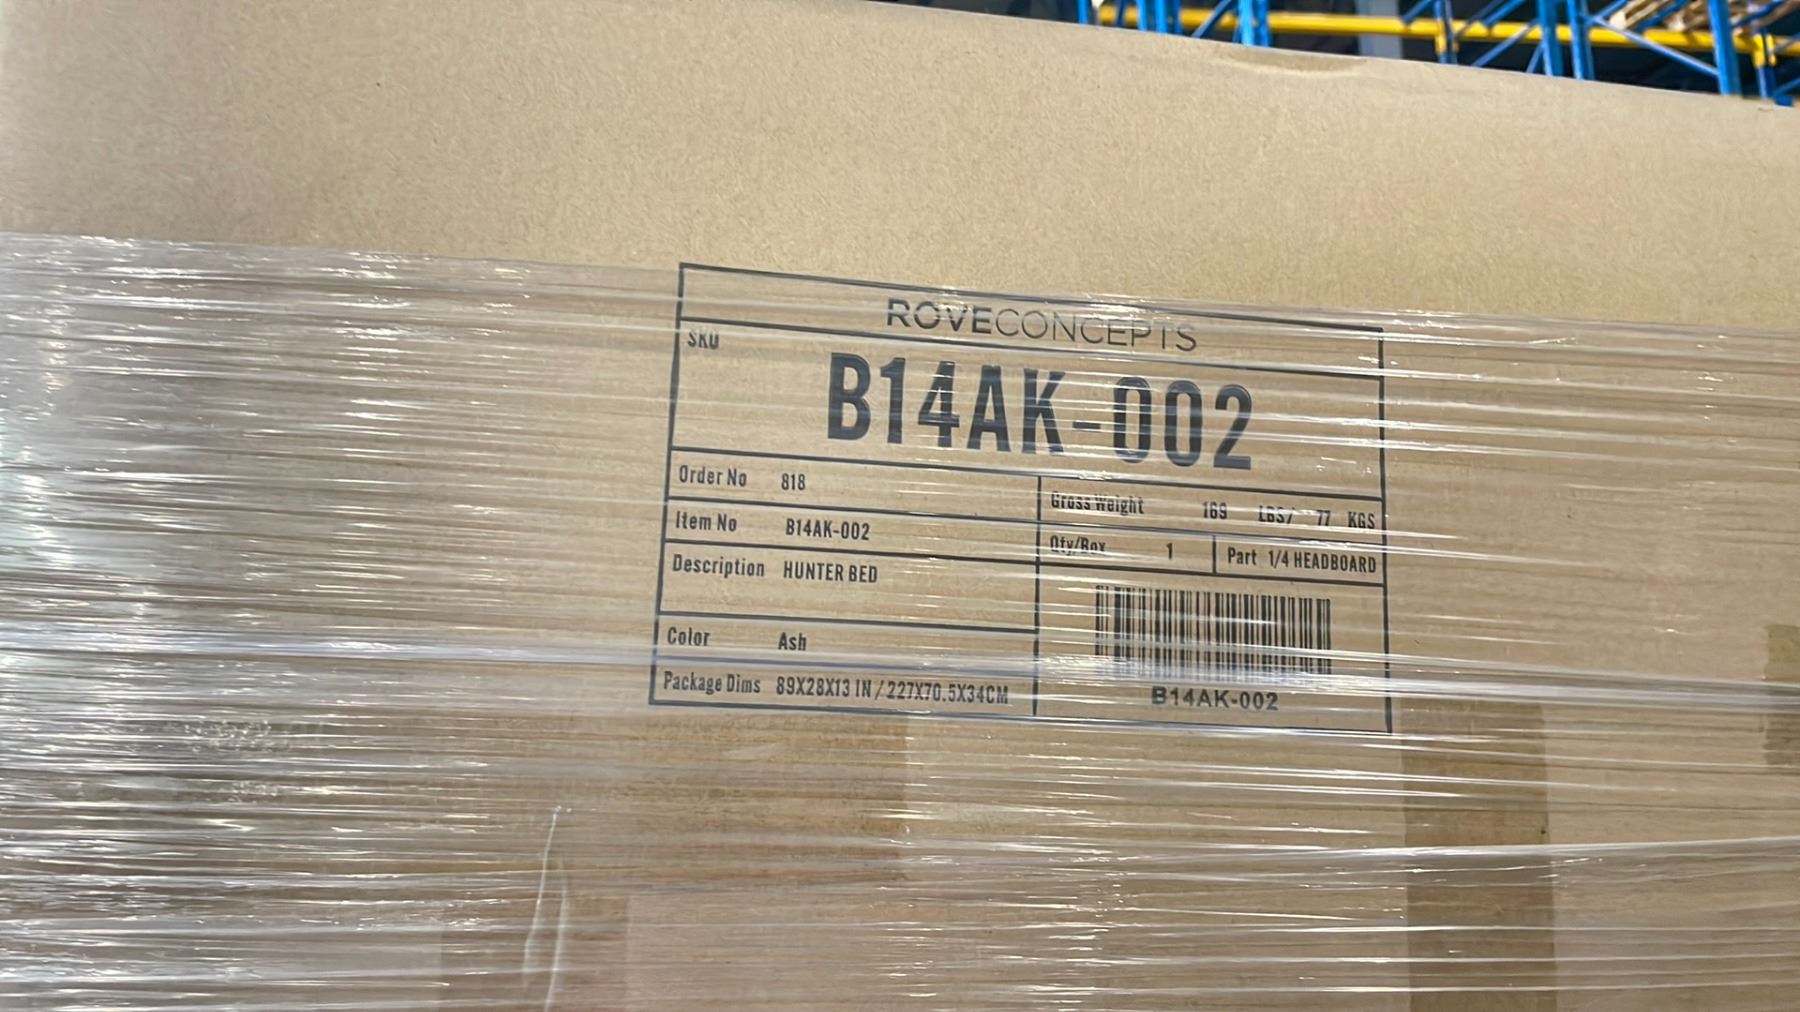 ROVECONCEPTS
SKU
B14AK-002
Order No 818
Gross Weight 169 LBS/ 77 KGS
Item No B14AK-002
Qty/Box 1
Part 1/4 HEADBOARD
Description HUNTER BED
Color Ash
Package Dims 89X28X13 IN / 227X70.5X34CM
B14AK-002